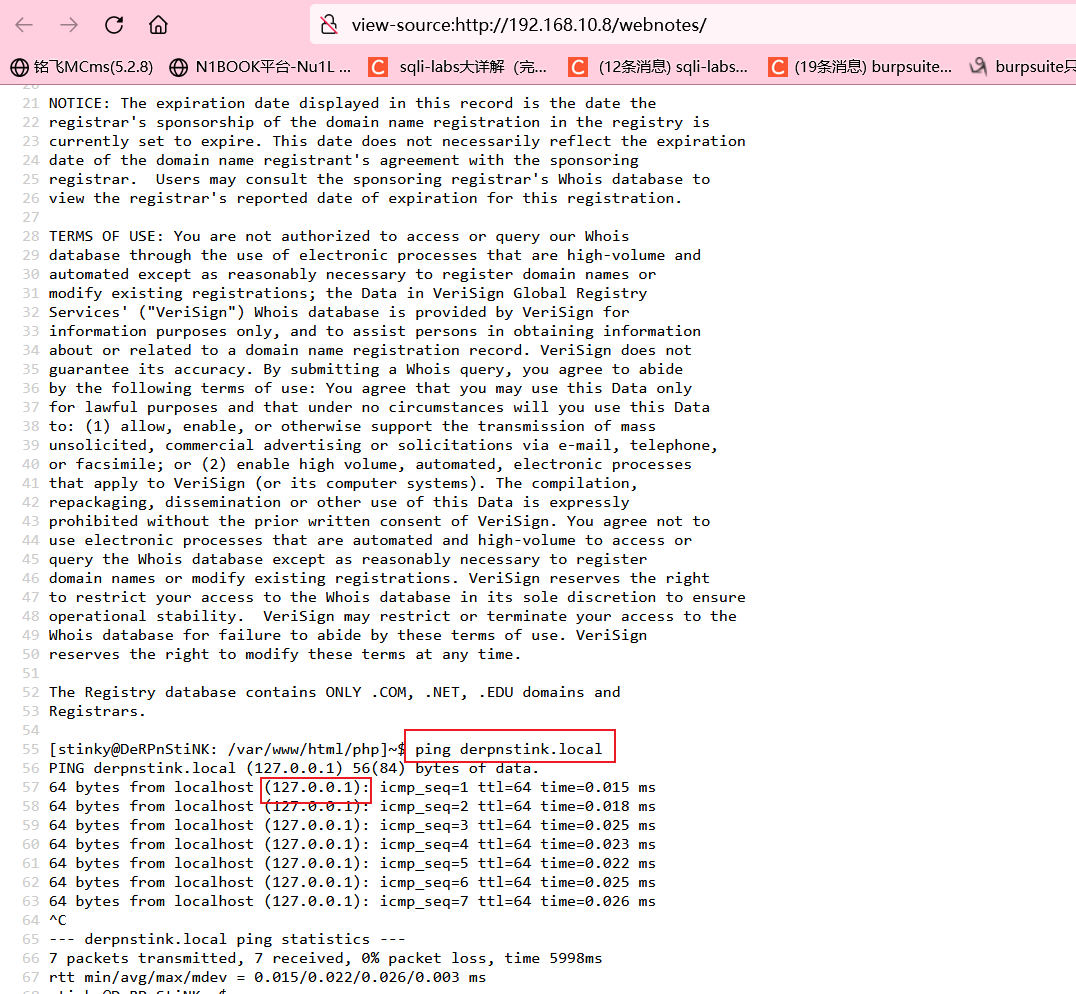 view-source:http://192.168.10.8/webnotes/
铭飞MCms(5.2.8) N1BOOK平台-Nu1L ... C sqli-labs大详解（完... C (12条消息) sqli-labs... C (19条消息) burpsuite... burpsuite只
21 NOTICE: The expiration date displayed in this record is the date the
22 registrar's sponsorship of the domain name registration in the registry is
23 currently set to expire. This date does not necessarily reflect the expiration
24 date of the domain name registrant's agreement with the sponsoring
25 registrar.  Users may consult the sponsoring registrar's Whois database to
26 view the registrar's reported date of expiration for this registration.
27
28 TERMS OF USE: You are not authorized to access or query our Whois
29 database through the use of electronic processes that are high-volume and
30 automated except as reasonably necessary to register domain names or
31 modify existing registrations; the Data in VeriSign Global Registry
32 Services' ("VeriSign") Whois database is provided by VeriSign for
33 information purposes only, and to assist persons in obtaining information
34 about or related to a domain name registration record. VeriSign does not
35 guarantee its accuracy. By submitting a Whois query, you agree to abide
36 by the following terms of use: You agree that you may use this Data only
37 for lawful purposes and that under no circumstances will you use this Data
38 to: (1) allow, enable, or otherwise support the transmission of mass
39 unsolicited, commercial advertising or solicitations via e-mail, telephone,
40 or facsimile; or (2) enable high volume, automated, electronic processes
41 that apply to VeriSign (or its computer systems). The compilation,
42 repackaging, dissemination or other use of this Data is expressly
43 prohibited without the prior written consent of VeriSign. You agree not to
44 use electronic processes that are automated and high-volume to access or
45 query the Whois database except as reasonably necessary to register
46 domain names or modify existing registrations. VeriSign reserves the right
47 to restrict your access to the Whois database in its sole discretion to ensure
48 operational stability.  VeriSign may restrict or terminate your access to the
49 Whois database for failure to abide by these terms of use. VeriSign
50 reserves the right to modify these terms at any time.
51
52 The Registry database contains ONLY .COM, .NET, .EDU domains and
53 Registrars.
54
55 [stinky@DeRPnStiNK: /var/www/html/php]~$ ping derpnstink.local
56 PING derpnstink.local (127.0.0.1) 56(84) bytes of data.
57 64 bytes from localhost (127.0.0.1): icmp_seq=1 ttl=64 time=0.015 ms
58 64 bytes from localhost (127.0.0.1): icmp_seq=2 ttl=64 time=0.018 ms
59 64 bytes from localhost (127.0.0.1): icmp_seq=3 ttl=64 time=0.025 ms
60 64 bytes from localhost (127.0.0.1): icmp_seq=4 ttl=64 time=0.023 ms
61 64 bytes from localhost (127.0.0.1): icmp_seq=5 ttl=64 time=0.022 ms
62 64 bytes from localhost (127.0.0.1): icmp_seq=6 ttl=64 time=0.025 ms
63 64 bytes from localhost (127.0.0.1): icmp_seq=7 ttl=64 time=0.026 ms
64 ^C
65 --- derpnstink.local ping statistics ---
66 7 packets transmitted, 7 received, 0% packet loss, time 5998ms
67 rtt min/avg/max/mdev = 0.015/0.022/0.026/0.003 ms